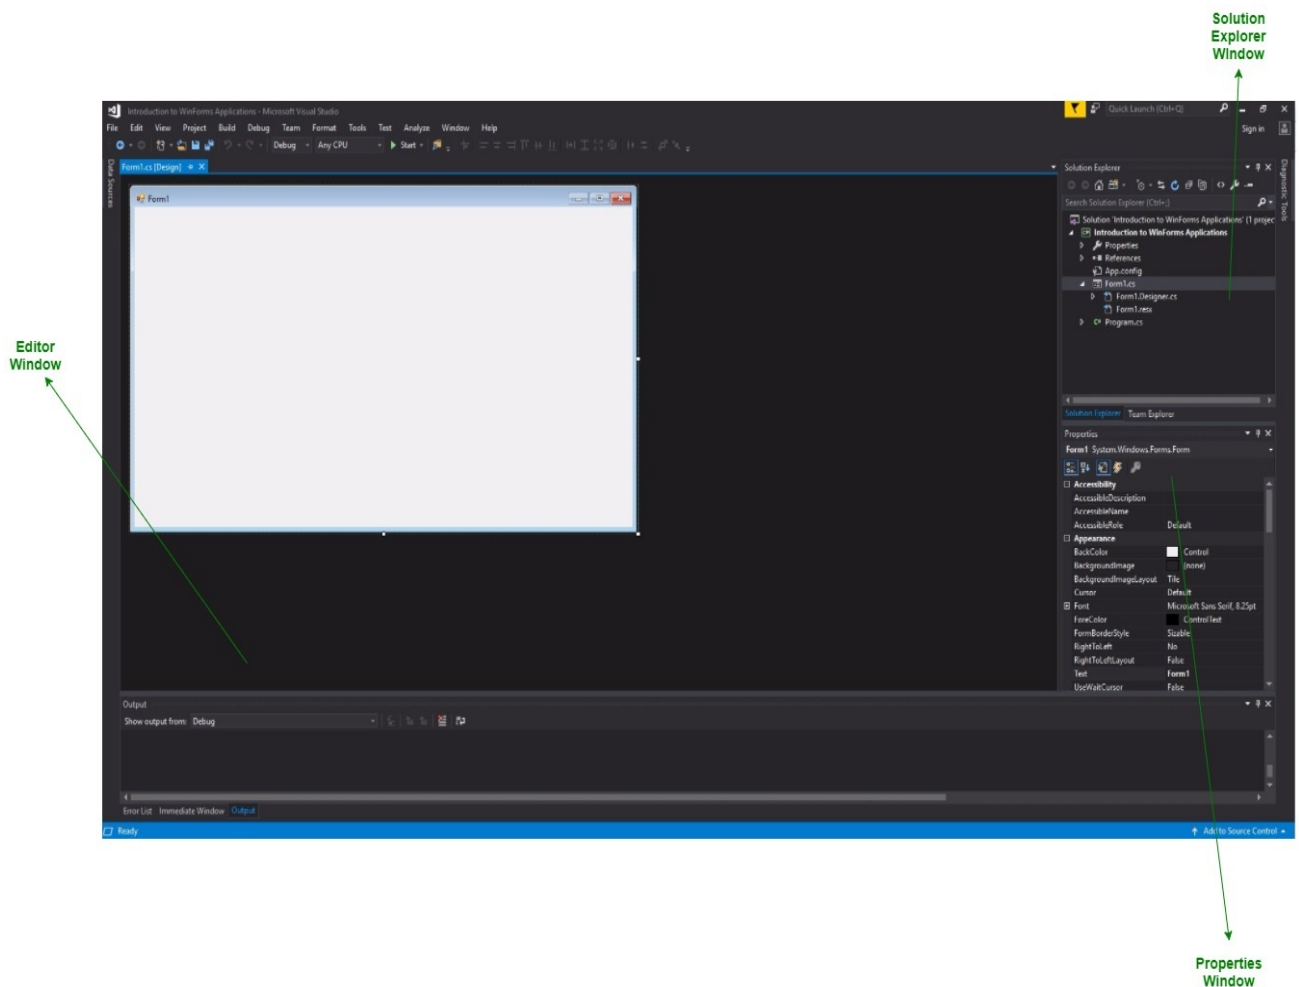 Solution
Explorer
Window
Introduction to WinForms Applications - Microsoft Visual Studio
Quick Launch (Ctrl+Q)
File Edit View Project Build Debug Team Format Tools Test Analyze Window Help
Sign in
Debug Any CPU Start
Data Sources
Form1.cs [Design]
Form1
Editor
Window
Solution Explorer
Search Solution Explorer (Ctrl+;)
Solution 'Introduction to WinForms Applications' (1 projec
Introduction to WinForms Applications
Properties
References
App.config
Form1.cs
Form1.Designer.cs
Form1.resx
Program.cs
Solution Explorer Team Explorer
Diagnostic Tools
Properties
Form1 System.Windows.Forms.Form
Accessibility
AccessibleDescription
AccessibleName
AccessibleRole Default
Appearance
BackColor Control
BackgroundImage (none)
BackgroundImageLayout Tile
Cursor Default
Font Microsoft Sans Serif, 8.25pt
ForeColor ControlText
FormBorderStyle Sizable
RightToLeft No
RightToLeftLayout False
Text Form1
UseWaitCursor False
Output
Show output from: Debug
Error List Immediate Window Output
Ready
Add to Source Control
Properties
Window